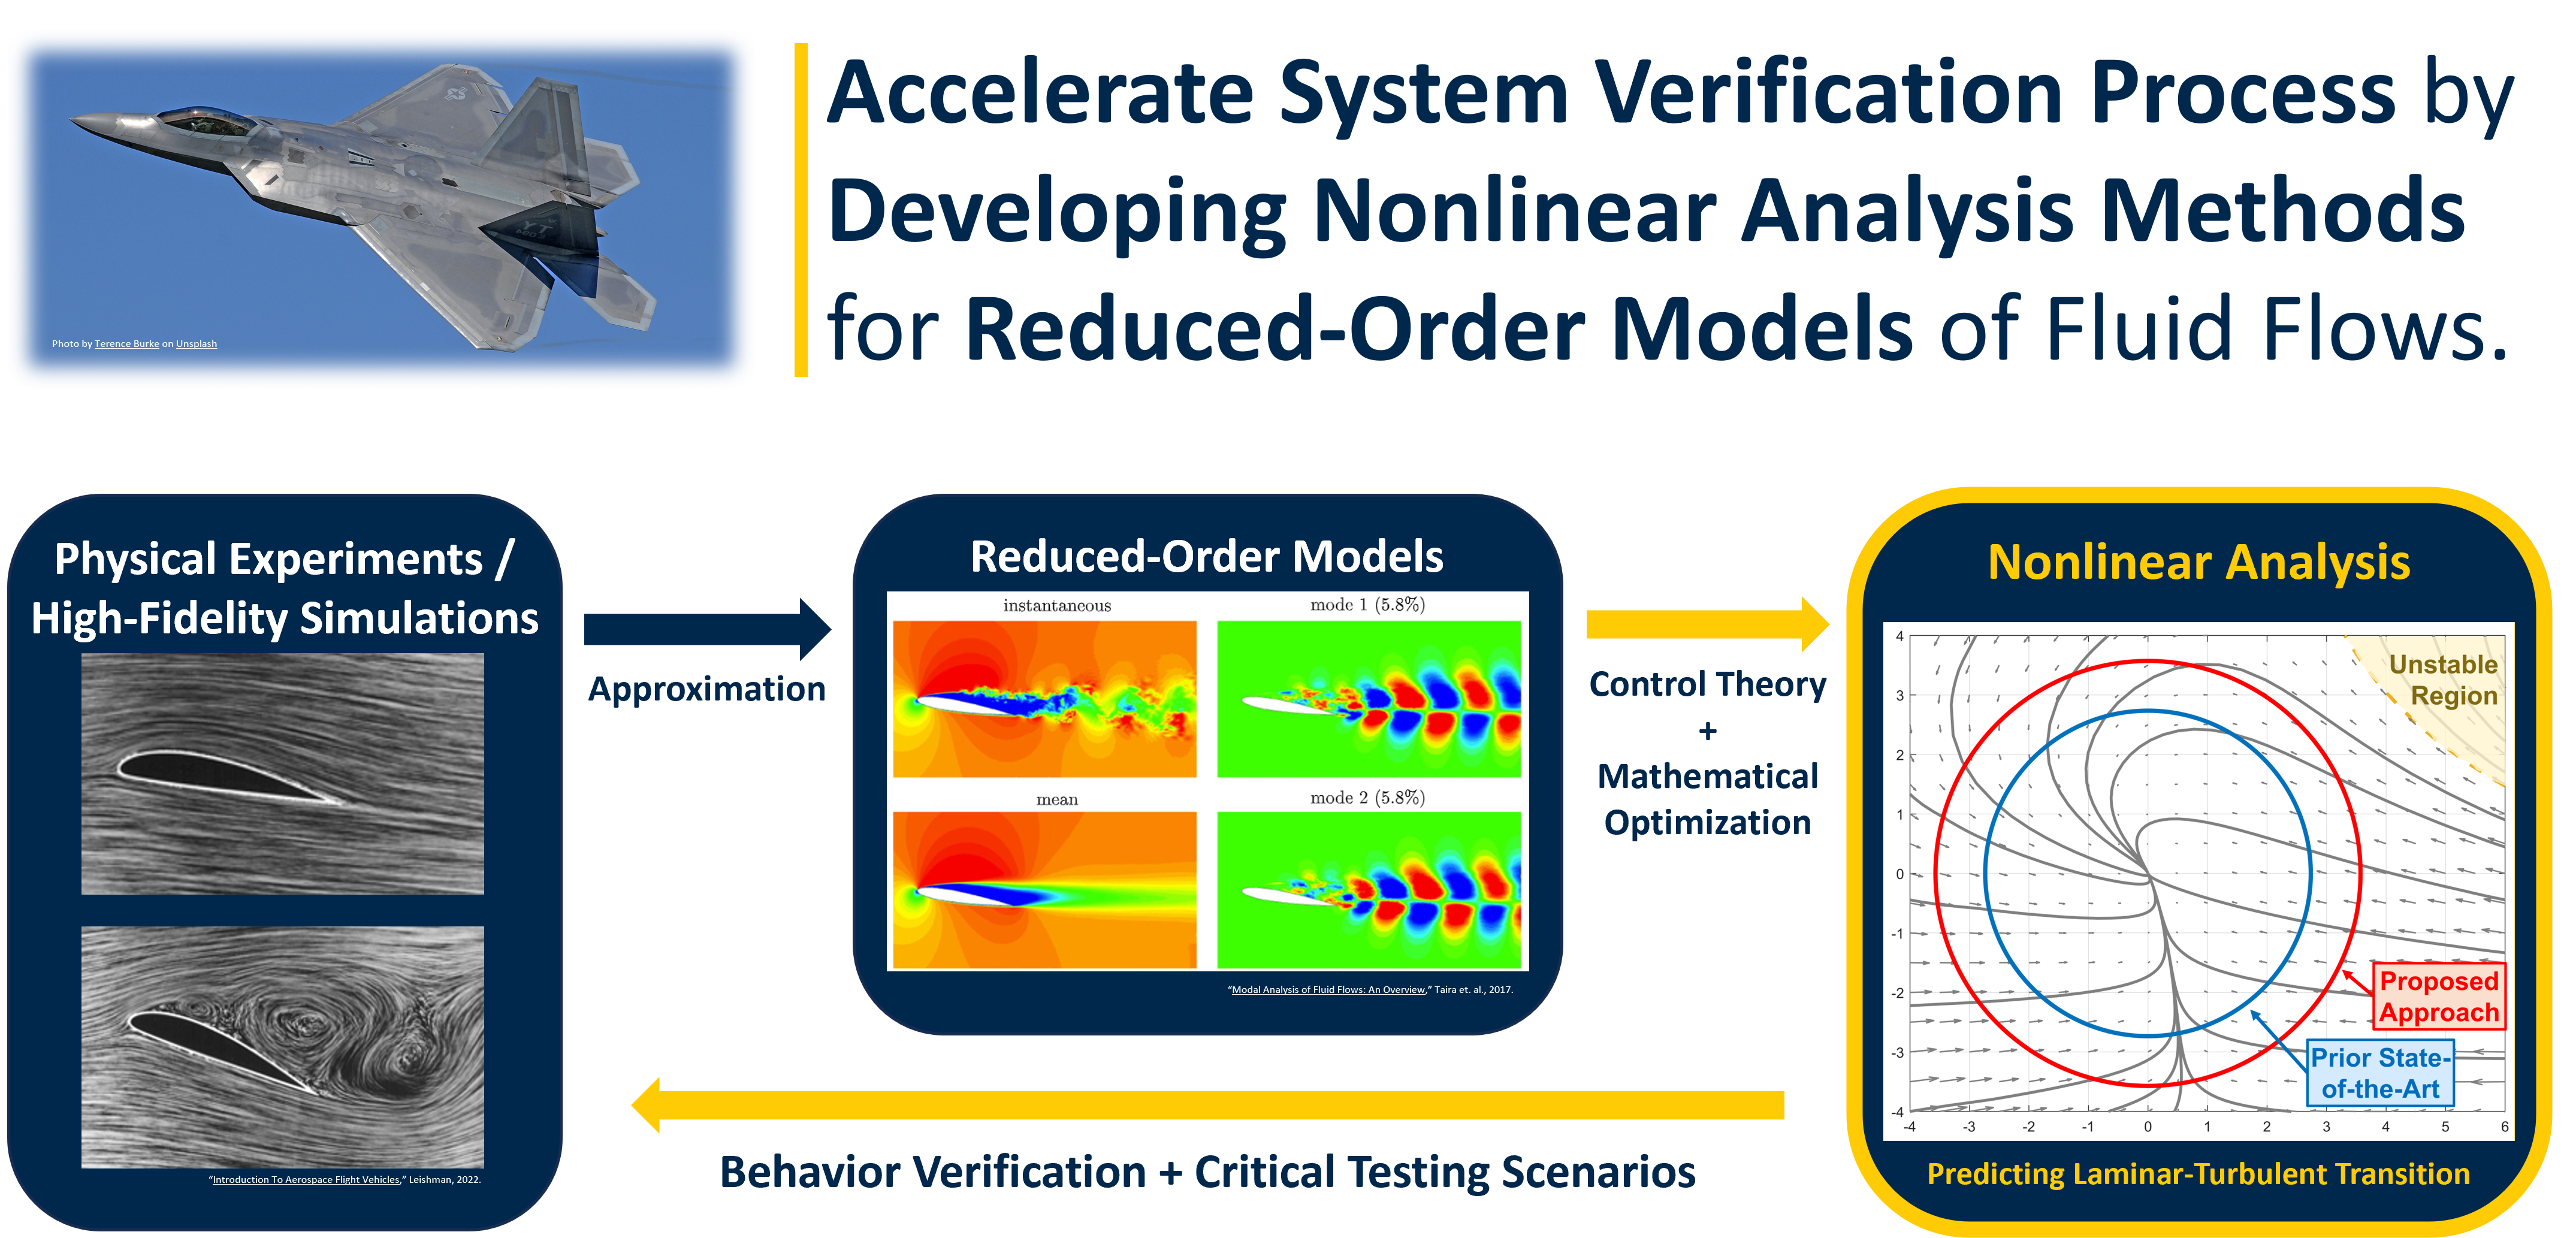 Accelerate System Verification Process by
Developing Nonlinear Analysis Methods
for Reduced-Order Models of Fluid Flows.
Photo by Terence Burke on Unsplash
Physical Experiments /
High-Fidelity Simulations
"Introduction To Aerospace Flight Vehicles," Leishman, 2022.
Approximation
Reduced-Order Models
instantaneous
mode 1 (5.8%)
mean
mode 2 (5.8%)
"Modal Analysis of Fluid Flows: An Overview," Taira et. al., 2017.
Control Theory
+
Mathematical
Optimization
Nonlinear Analysis
4
3
2
1
0
-1
-2
-3
-4
-4 -3 -2 -1 0 1 2 3 4 5 6
Unstable
Region
Proposed
Approach
Prior State-
of-the-Art
Predicting Laminar-Turbulent Transition
Behavior Verification + Critical Testing Scenarios